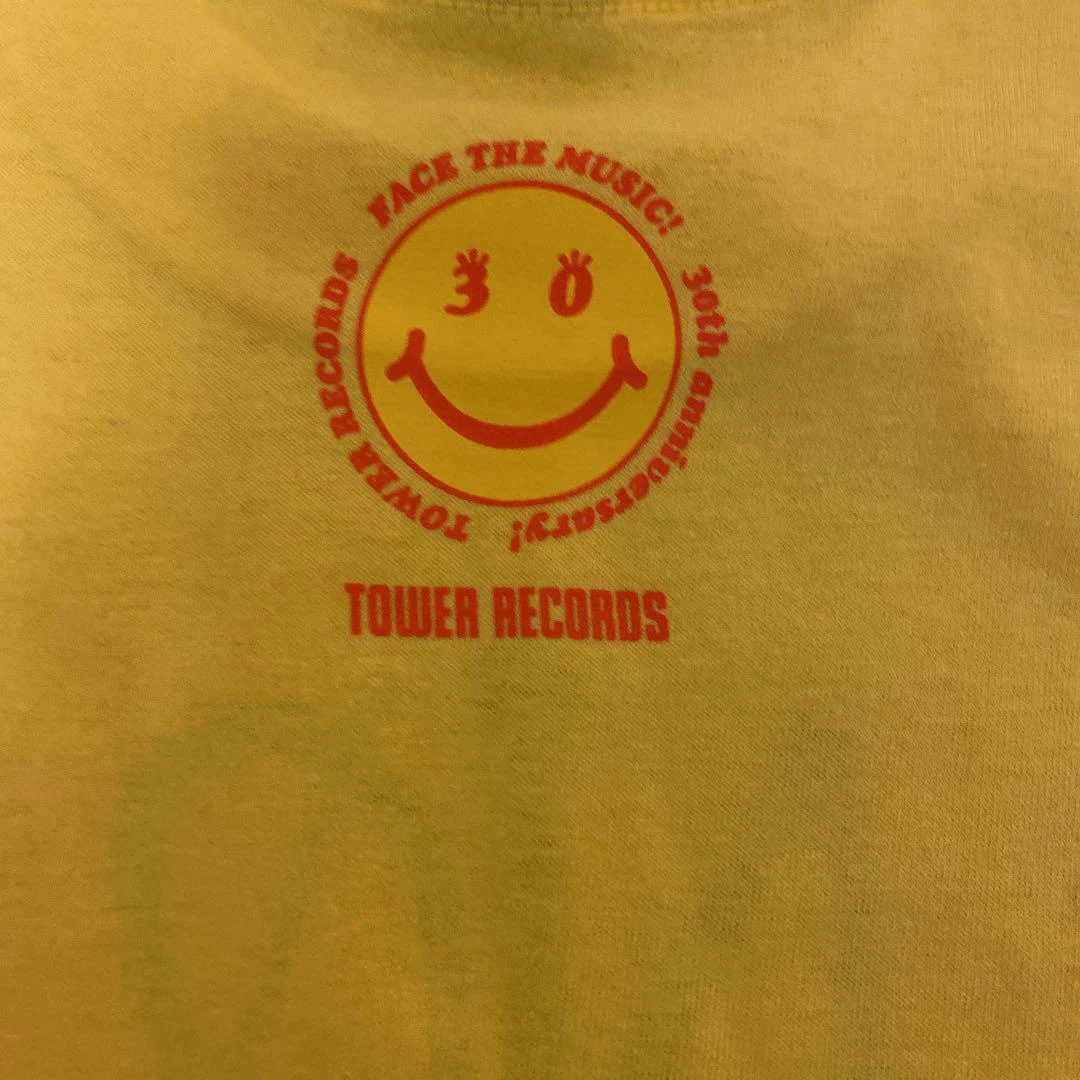 FACE THE MUSIC!
30th anniversary!
TOWER RECORDS
30
TOWER RECORDS